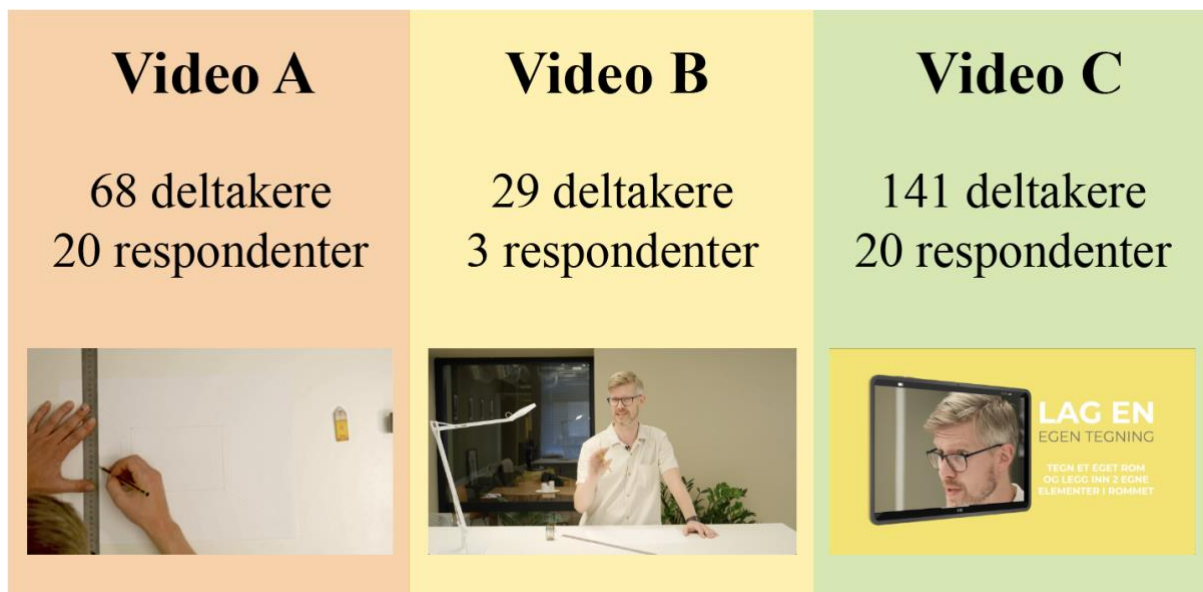 Video A
68 deltakere
20 respondenter
Video B
29 deltakere
3 respondenter
Video C
141 deltakere
20 respondenter
LAG EN
EGEN TEGNING
TEGN ET EGET ROM
OG LEGG INN 2 EGNE
ELEMENTER I ROMMET